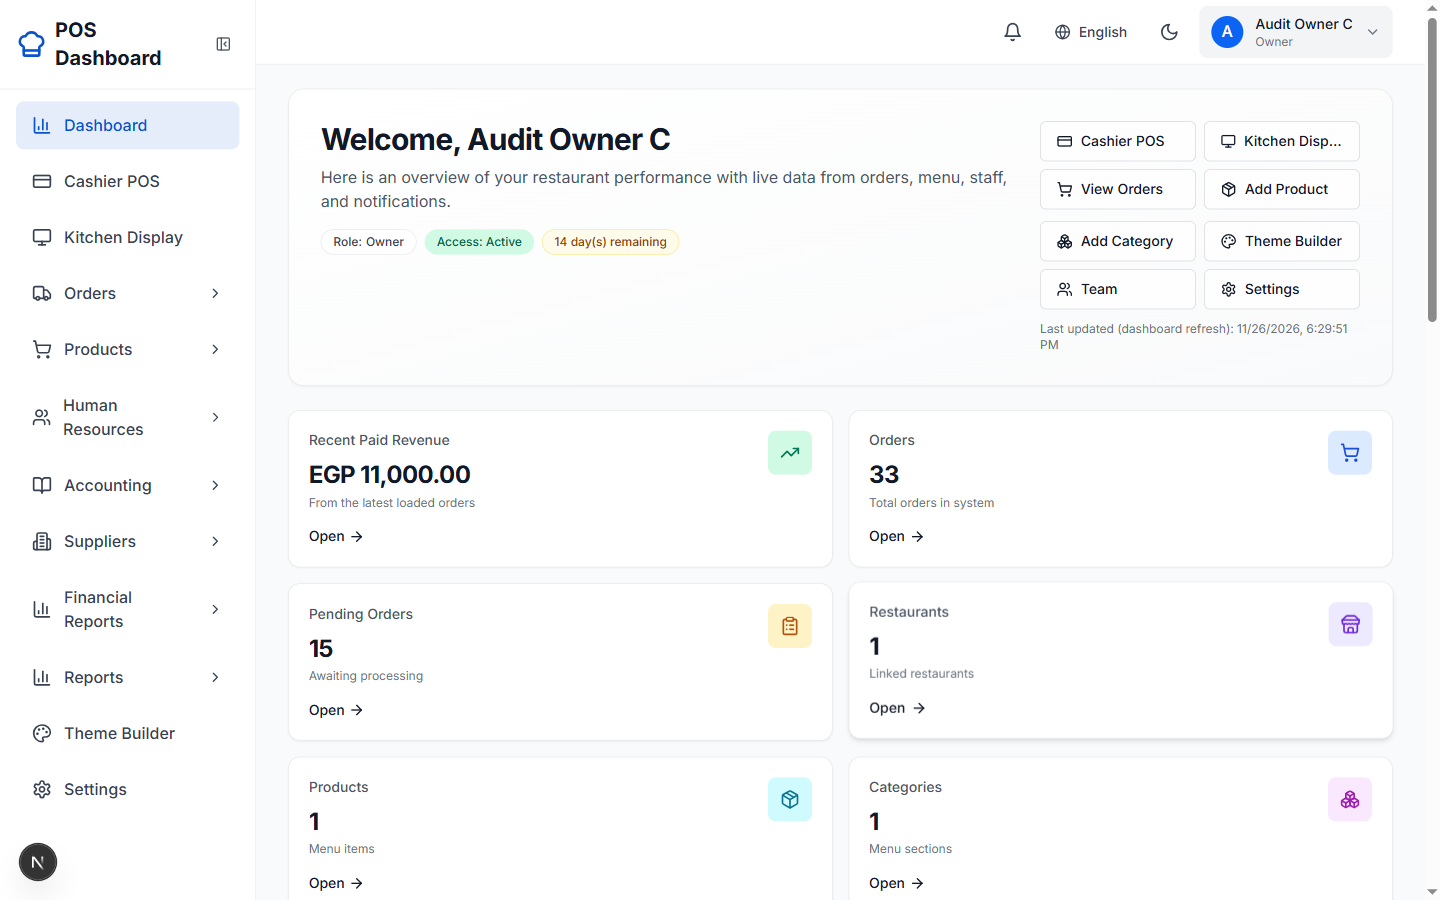 POS
Dashboard
English
A
Audit Owner C
Owner
Dashboard
Cashier POS
Kitchen Display
Orders
Products
Human
Resources
Accounting
Suppliers
Financial
Reports
Reports
Theme Builder
Settings
N
Welcome, Audit Owner C
Here is an overview of your restaurant performance with live data from orders, menu, staff,
and notifications.
Role: Owner
Access: Active
14 day(s) remaining
Cashier POS
Kitchen Disp...
View Orders
Add Product
Add Category
Theme Builder
Team
Settings
Last updated (dashboard refresh): 11/26/2026, 6:29:51
PM
Recent Paid Revenue
EGP 11,000.00
From the latest loaded orders
Open
Orders
33
Total orders in system
Open
Pending Orders
15
Awaiting processing
Open
Restaurants
1
Linked restaurants
Open
Products
1
Menu items
Open
Categories
1
Menu sections
Open